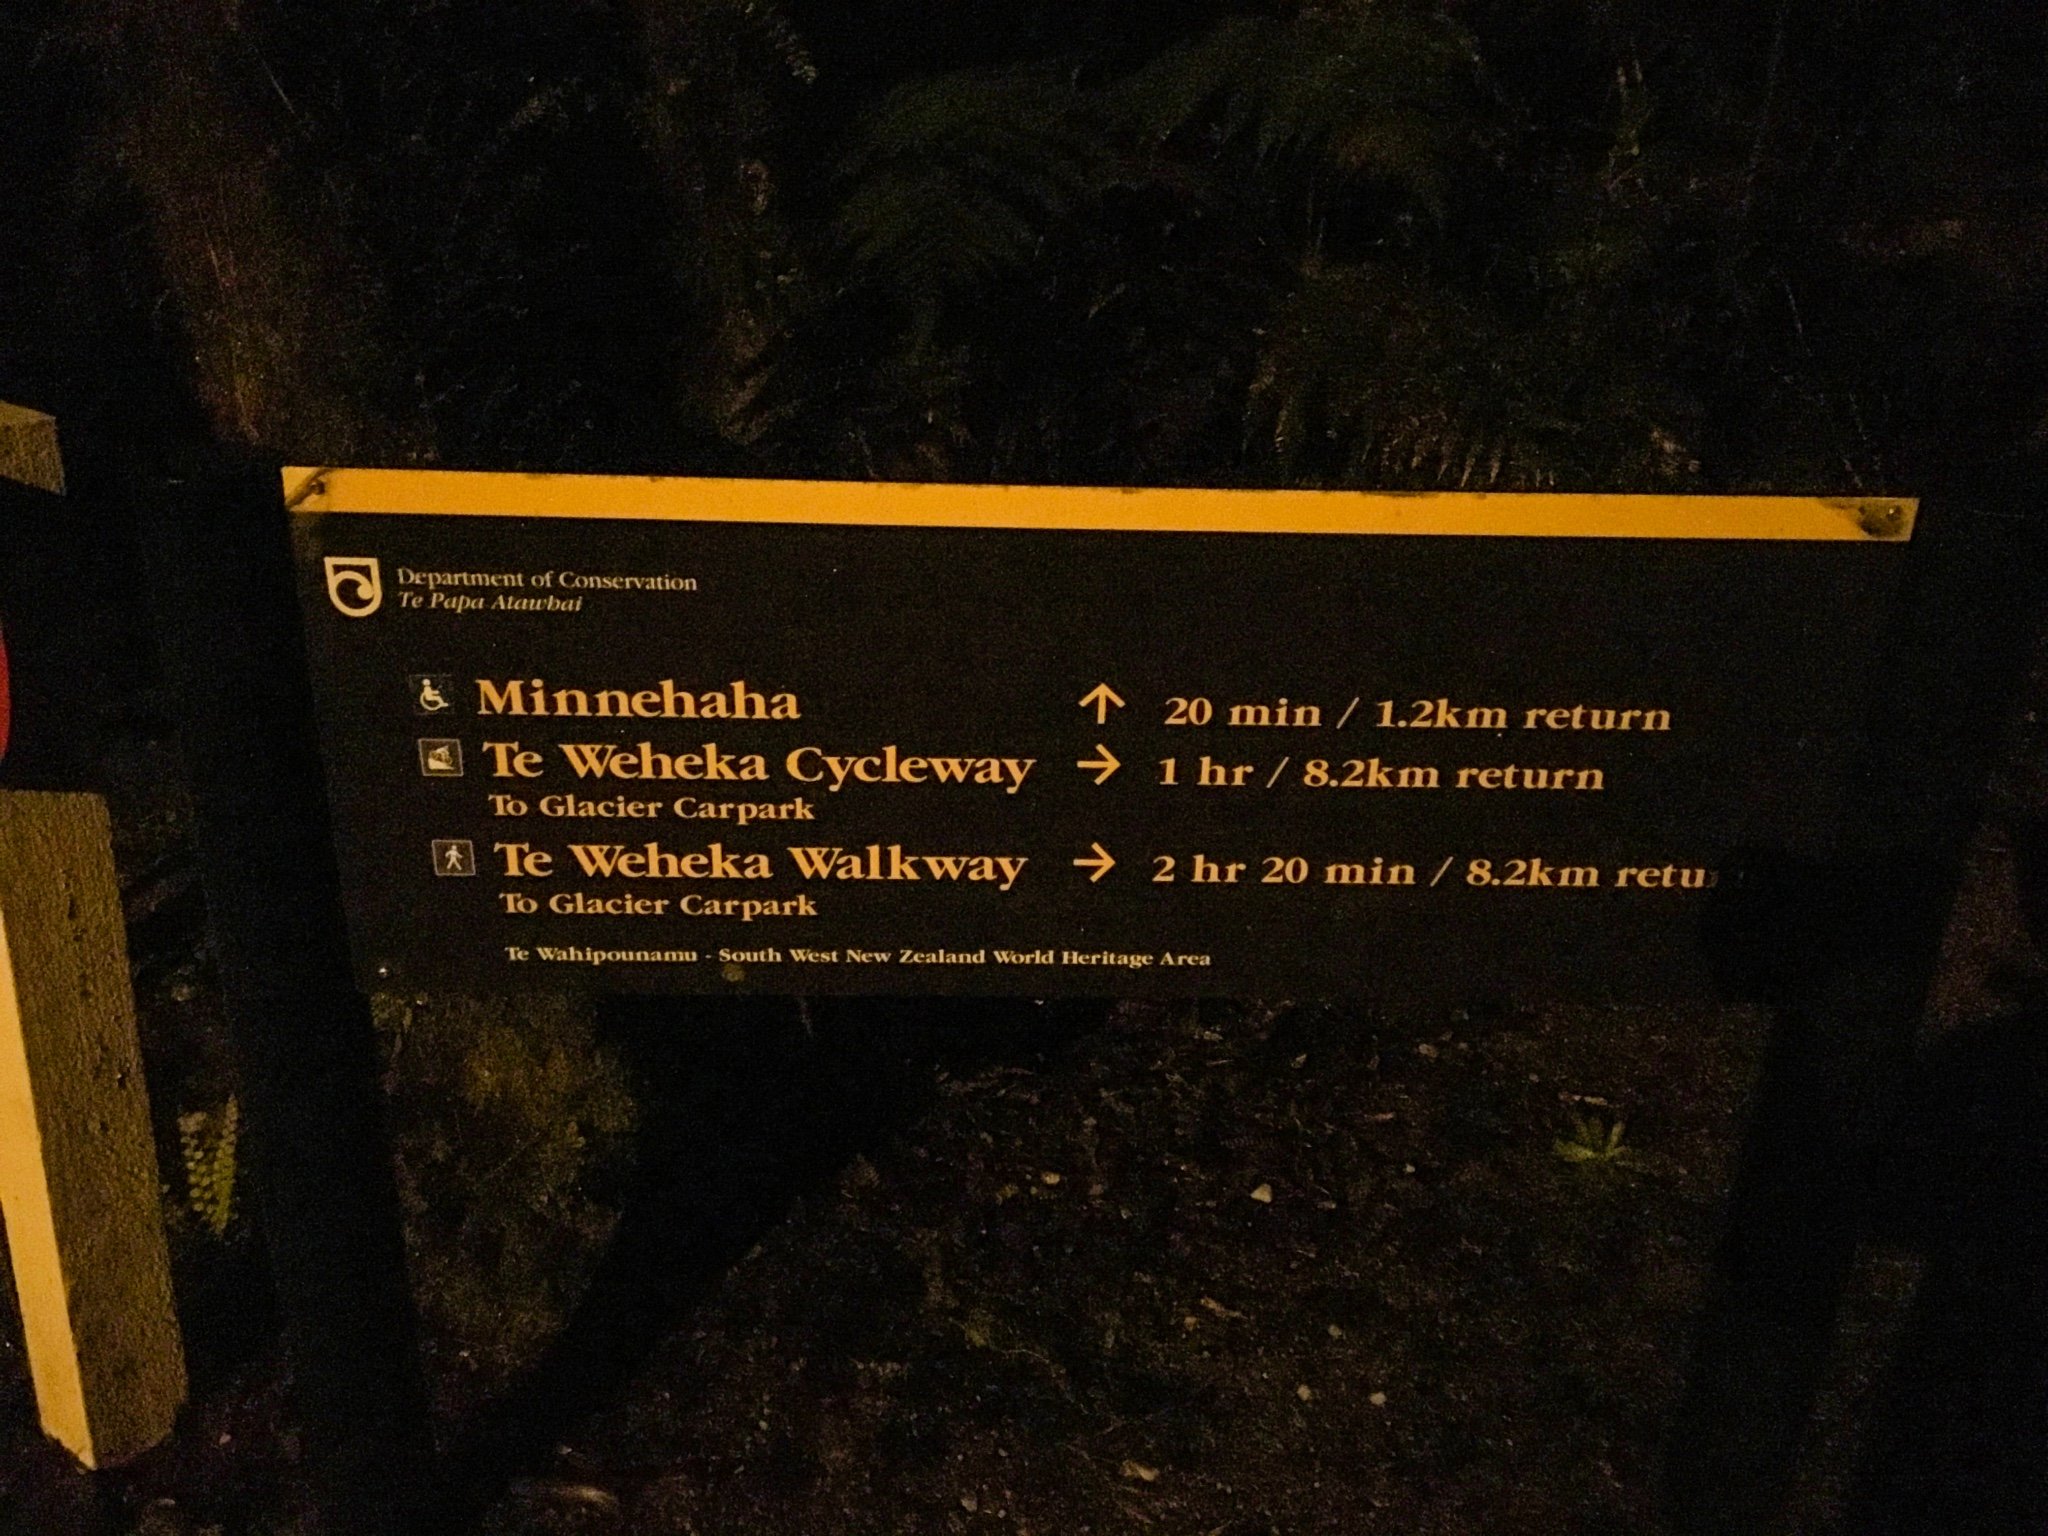 Department of Conservation
Te Papa Atawhai
Minnehaha ↑ 20 min / 1.2km return
Te Weheka Cycleway → 1 hr / 8.2km return
To Glacier Carpark
Te Weheka Walkway → 2 hr 20 min / 8.2km retu
To Glacier Carpark
Te Wahipounamu - South West New Zealand World Heritage Area